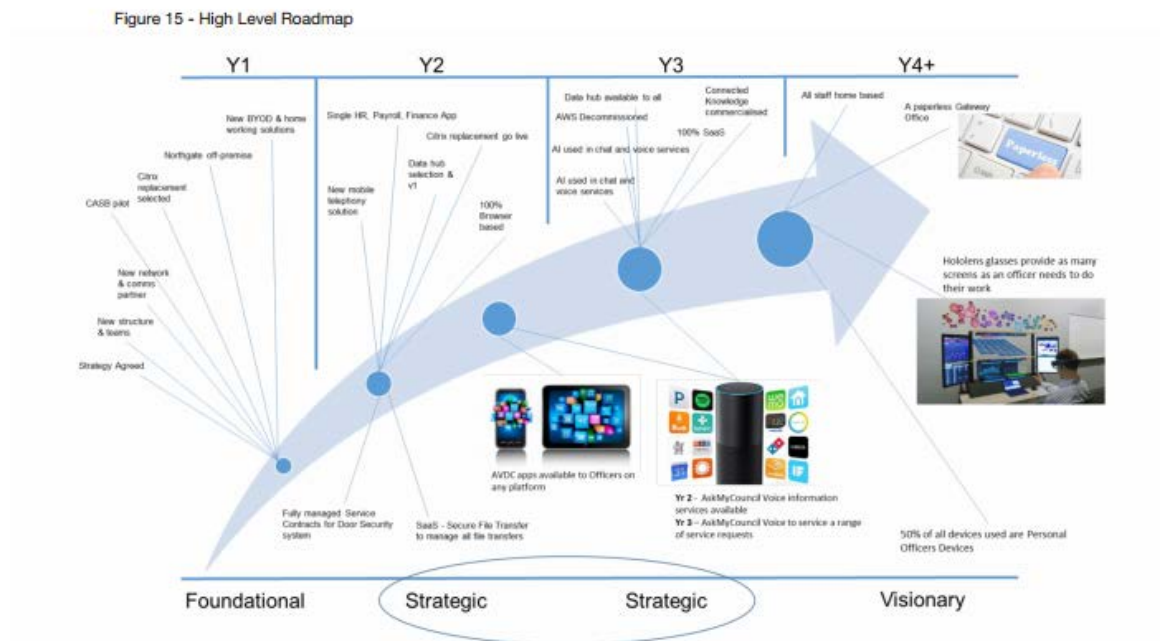 Figure 15 - High Level Roadmap
Y1
Y2
Y3
Y4+
New BYOD & home
working solutions
Northgate off-premise
Citrix
replacement
selected
CASB pilot
New network
& comms
partner
New structure
& teams
Strategy Agreed
Single HR, Payroll, Finance App
Citrix replacement go live
Data hub
selection &
v1
New mobile
telephony
solution
100%
Browser
based
Data hub available to all
AWS Decommissioned
AI used in chat and voice services
AI used in chat and
voice services
Connected
Knowledge
commercialised
100% SaaS
All staff home based
A paperless Gateway
Office
Paperless
Hololens glasses provide as many
screens as an officer needs to do
their work
AVDC apps available to Officers on
any platform
Yr 2 - AskMyCouncil Voice information
services available
Yr 3 – AskMyCouncil Voice to service a range
of service requests
Fully managed Service
Contracts for Door Security
system
SaaS - Secure File Transfer
to manage all file transfers
50% of all devices used are Personal
Officers Devices
Foundational
Strategic
Strategic
Visionary